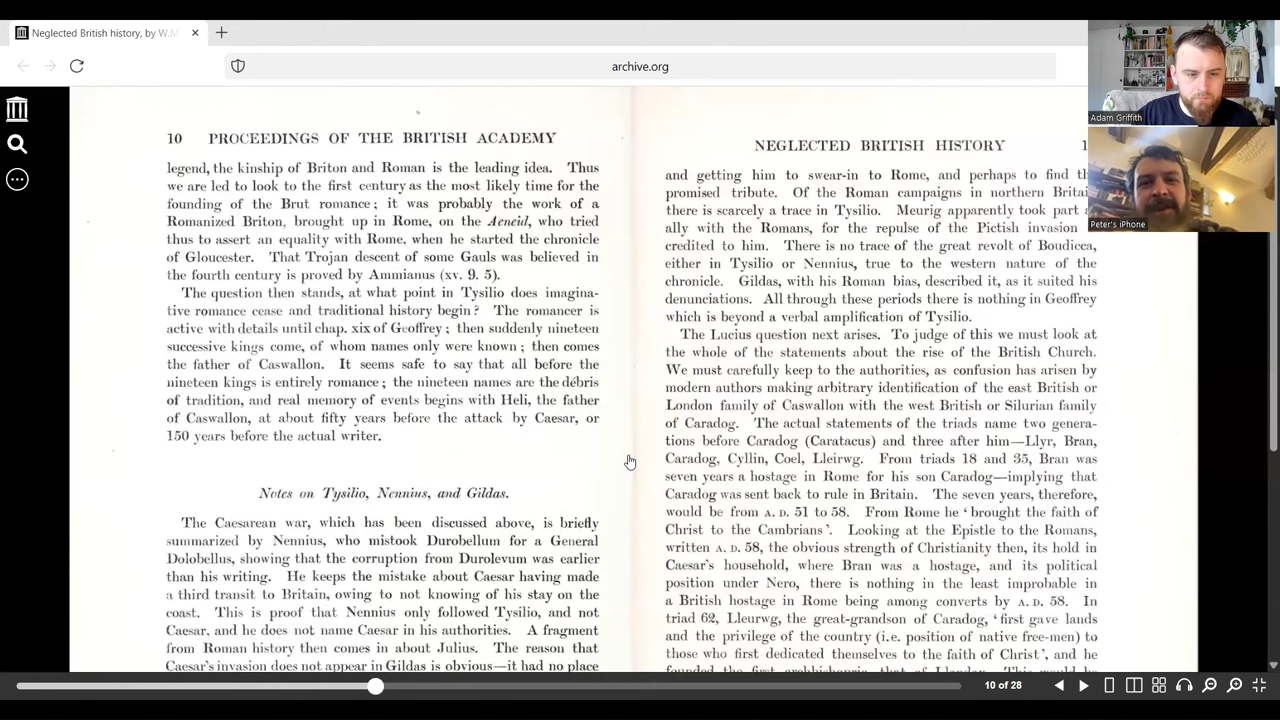 Neglected British history, by W.M
archive.org
Adam Griffith
Peter's iPhone
10 PROCEEDINGS OF THE BRITISH ACADEMY
legend, the kinship of Briton and Roman is the leading idea. Thus
we are led to look to the first century as the most likely time for the
founding of the Brut romance; it was probably the work of a
Romanized Briton, brought up in Rome, on the Aeneid, who tried
thus to assert an equality with Rome, when he started the chronicle
of Gloucester. That Trojan descent of some Gauls was believed in
the fourth century is proved by Ammianus (xv. 9. 5).
The question then stands, at what point in Tysilio does imagina-
tive romance cease and traditional history begin? The romancer is
active with details until chap. xix of Geoffrey; then suddenly nineteen
successive kings come, of whom names only were known; then comes
the father of Caswallon. It seems safe to say that all before the
nineteen kings is entirely romance; the nineteen names are the débris
of tradition, and real memory of events begins with Heli, the father
of Caswallon, at about fifty years before the attack by Caesar, or
150 years before the actual writer.
Notes on Tysilio, Nennius, and Gildas.
The Caesarean war, which has been discussed above, is briefly
summarized by Nennius, who mistook Durobellum for a General
Dolobellus, showing that the corruption from Durolevum was earlier
than his writing. He keeps the mistake about Caesar having made
a third transit to Britain, owing to not knowing of his stay on the
coast. This is proof that Nennius only followed Tysilio, and not
Caesar, and he does not name Caesar in his authorities. A fragment
from Roman history then comes in about Julius. The reason that
Caesar's invasion does not appear in Gildas is obvious—it had no place
NEGLECTED BRITISH HISTORY 1
and getting him to swear-in to Rome, and perhaps to find th
promised tribute. Of the Roman campaigns in northern Britai
there is scarcely a trace in Tysilio. Meurig apparently took part
ally with the Romans, for the repulse of the Pictish invasion
credited to him. There is no trace of the great revolt of Boudicca,
either in Tysilio or Nennius, true to the western nature of the
chronicle. Gildas, with his Roman bias, described it, as it suited his
denunciations. All through these periods there is nothing in Geoffrey
which is beyond a verbal amplification of Tysilio.
The Lucius question next arises. To judge of this we must look at
the whole of the statements about the rise of the British Church.
We must carefully keep to the authorities, as confusion has arisen by
modern authors making arbitrary identification of the east British or
London family of Caswallon with the west British or Silurian family
of Caradog. The actual statements of the triads name two genera-
tions before Caradog (Caratacus) and three after him—Llyr, Bran,
Caradog, Cyllin, Coel, Lleirwg. From triads 18 and 35, Bran was
seven years a hostage in Rome for his son Caradog—implying that
Caradog was sent back to rule in Britain. The seven years, therefore,
would be from A. D. 51 to 58. From Rome he 'brought the faith of
Christ to the Cambrians'. Looking at the Epistle to the Romans,
written A. D. 58, the obvious strength of Christianity then, its hold in
Caesar's household, where Bran was a hostage, and its political
position under Nero, there is nothing in the least improbable in
a British hostage in Rome being among converts by A. D. 58. In
triad 62, Lleurwg, the great-grandson of Caradog, 'first gave lands
and the privilege of the country (i.e. position of native free-men) to
those who first dedicated themselves to the faith of Christ', and he
founded the first archbishopric, that of Llandav. This would be
10 of 28